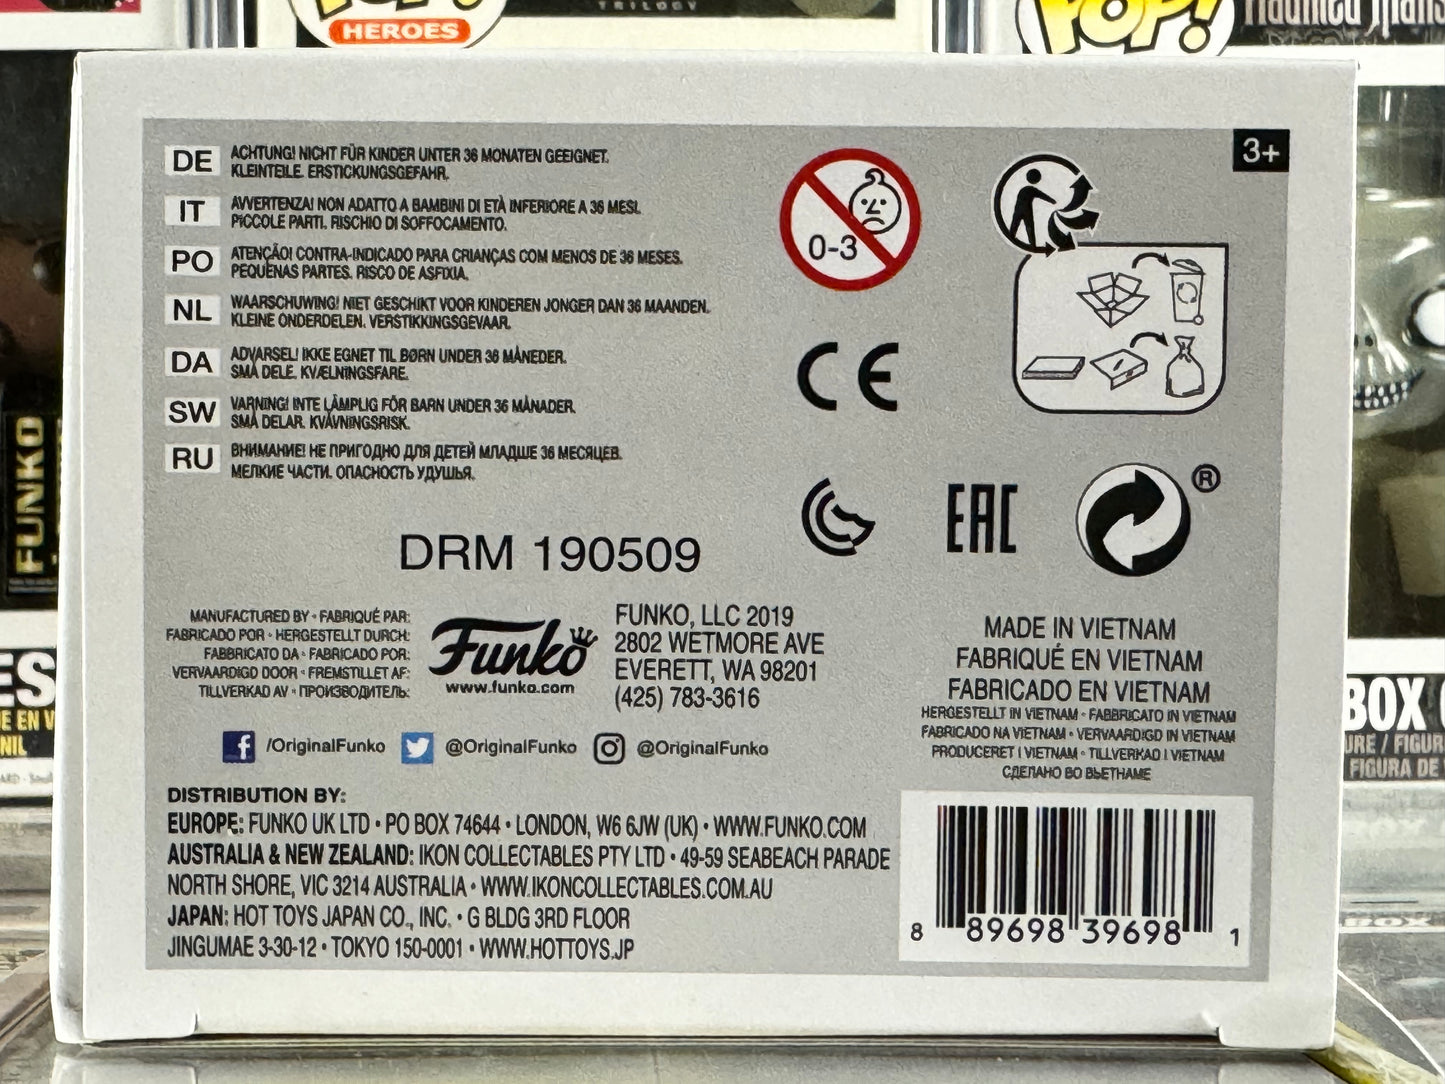 POP!
HEROES
TRILOGY
POP!
Haunted
3+
DE ACHTUNG! NICHT FÜR KINDER UNTER 36 MONATEN GEEIGNET.
KLEINTEILE. ERSTICKUNGSGEFAHR.
IT AVVERTENZA! NON ADATTO A BAMBINI DI ETÀ INFERIORE A 36 MESI.
PICCOLE PARTI. RISCHIO DI SOFFOCAMENTO.
PO ATENÇÃO! CONTRA-INDICADO PARA CRIANÇAS COM MENOS DE 36 MESES.
PEQUENAS PARTES. RISCO DE ASFIXIA.
NL WAARSCHUWING! NIET GESCHIKT VOOR KINDEREN JONGER DAN 36 MAANDEN.
KLEINE ONDERDELEN. VERSTIKKINGSGEVAAR.
DA ADVARSEL! IKKE EGNET TIL BØRN UNDER 36 MÅNEDER.
SMÅ DELE. KVÆLNINGSFARE.
SW VARNING! INTE LÄMPLIG FÖR BARN UNDER 36 MÅNADER.
SMÅ DELAR. KVÄVNINGSRISK.
RU ВНИМАНИЕ! НЕ ПРИГОДНО ДЛЯ ДЕТЕЙ МЛАДШЕ 36 МЕСЯЦЕВ.
МЕЛКИЕ ЧАСТИ. ОПАСНОСТЬ УДУШЬЯ.
0-3
CE
EAC
®
DRM 190509
MANUFACTURED BY • FABRIQUÉ PAR:
FABRICADO POR • HERGESTELLT DURCH:
FABBRICATO DA • FABRICADO POR:
VERVAARDIGD DOOR • FREMSTILLET AF:
TILLVERKAD AV • ПРОИЗВОДИТЕЛЬ:
Funko
www.funko.com
FUNKO, LLC 2019
2802 WETMORE AVE
EVERETT, WA 98201
(425) 783-3616
/OriginalFunko @OriginalFunko @OriginalFunko
MADE IN VIETNAM
FABRIQUÉ EN VIETNAM
FABRICADO EN VIETNAM
HERGESTELLT IN VIETNAM • FABBRICATO IN VIETNAM
FABRICADO NA VIETNAM • VERVAARDIGD IN VIETNAM
PRODUCERET I VIETNAM • TILLVERKAD I VIETNAM
СДЕЛАНО ВО ВЬЕТНАМЕ
DISTRIBUTION BY:
EUROPE: FUNKO UK LTD • PO BOX 74644 • LONDON, W6 6JW (UK) • WWW.FUNKO.COM
AUSTRALIA & NEW ZEALAND: IKON COLLECTABLES PTY LTD • 49-59 SEABEACH PARADE
NORTH SHORE, VIC 3214 AUSTRALIA • WWW.IKONCOLLECTABLES.COM.AU
JAPAN: HOT TOYS JAPAN CO., INC. • G BLDG 3RD FLOOR
JINGUMAE 3-30-12 • TOKYO 150-0001 • WWW.HOTTOYS.JP
8 89698 39698 1
FUNKO
BOX
FIGURA DE